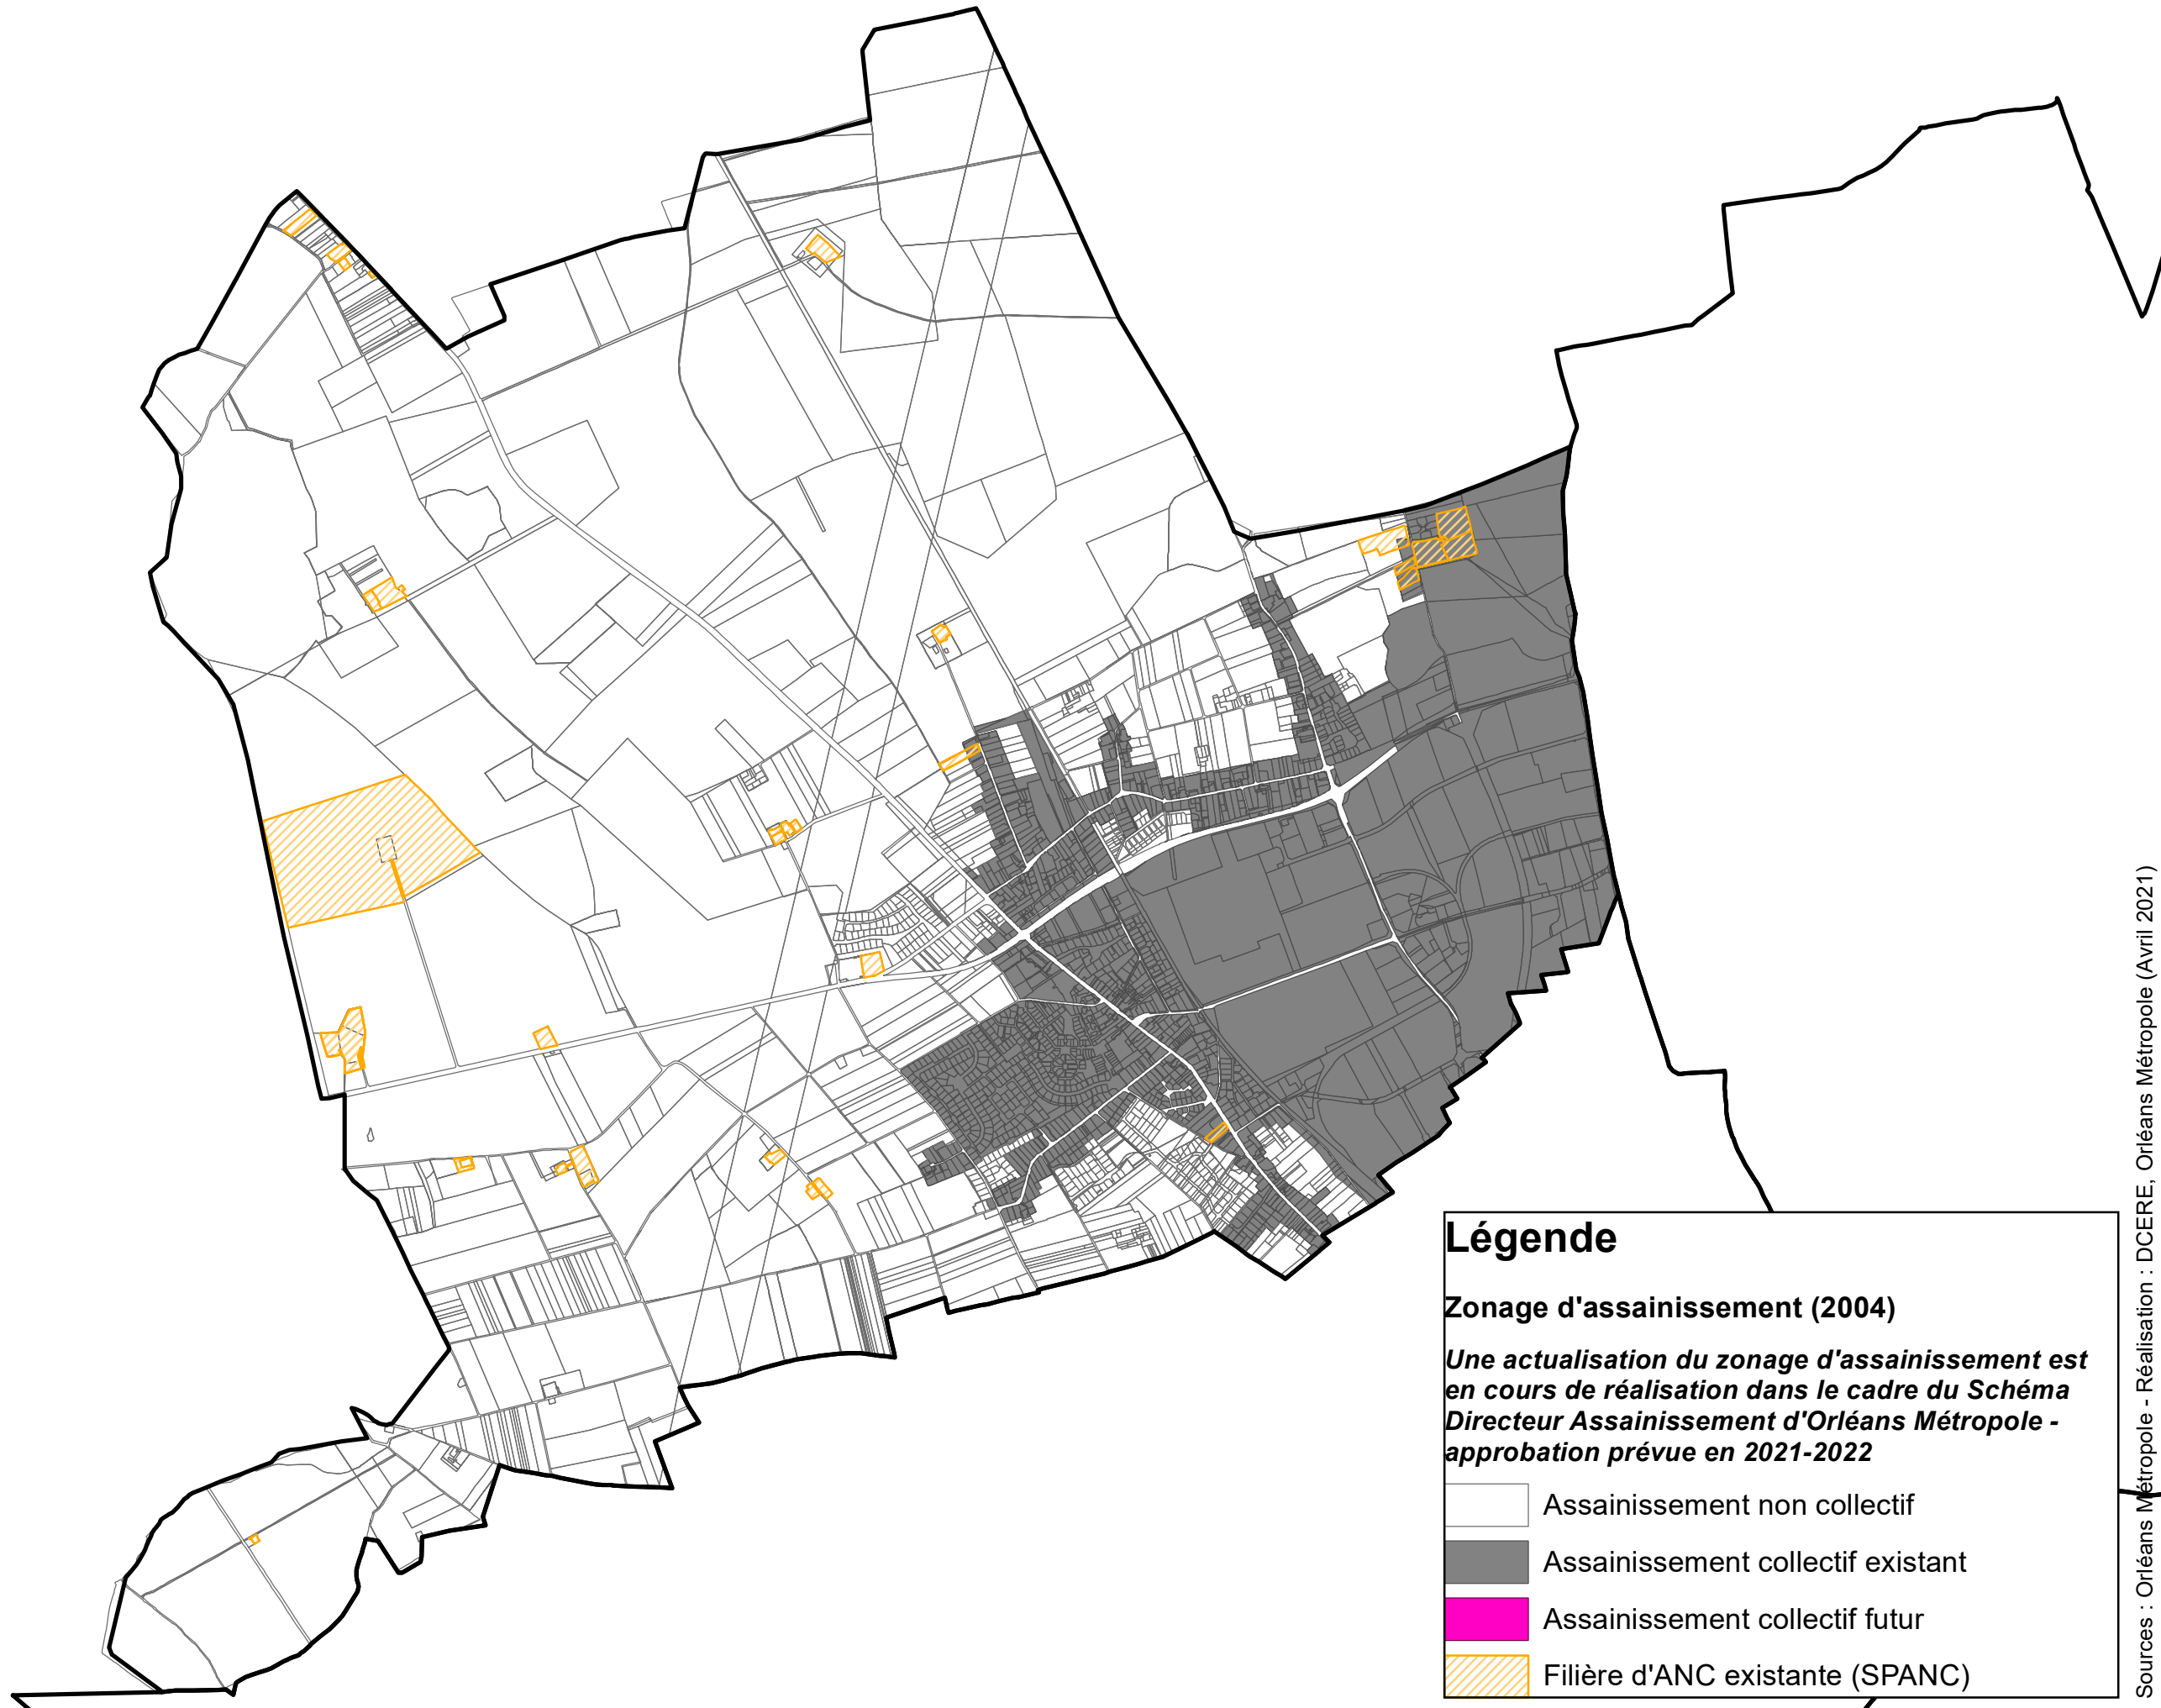 Légende
Zonage d'assainissement (2004)
Une actualisation du zonage d'assainissement est
en cours de réalisation dans le cadre du Schéma
Directeur Assainissement d'Orléans Métropole -
approbation prévue en 2021-2022
Assainissement non collectif
Assainissement collectif existant
Assainissement collectif futur
Filière d'ANC existante (SPANC)
Sources : Orléans Métropole - Réalisation : DCERE, Orléans Métropole (Avril 2021)